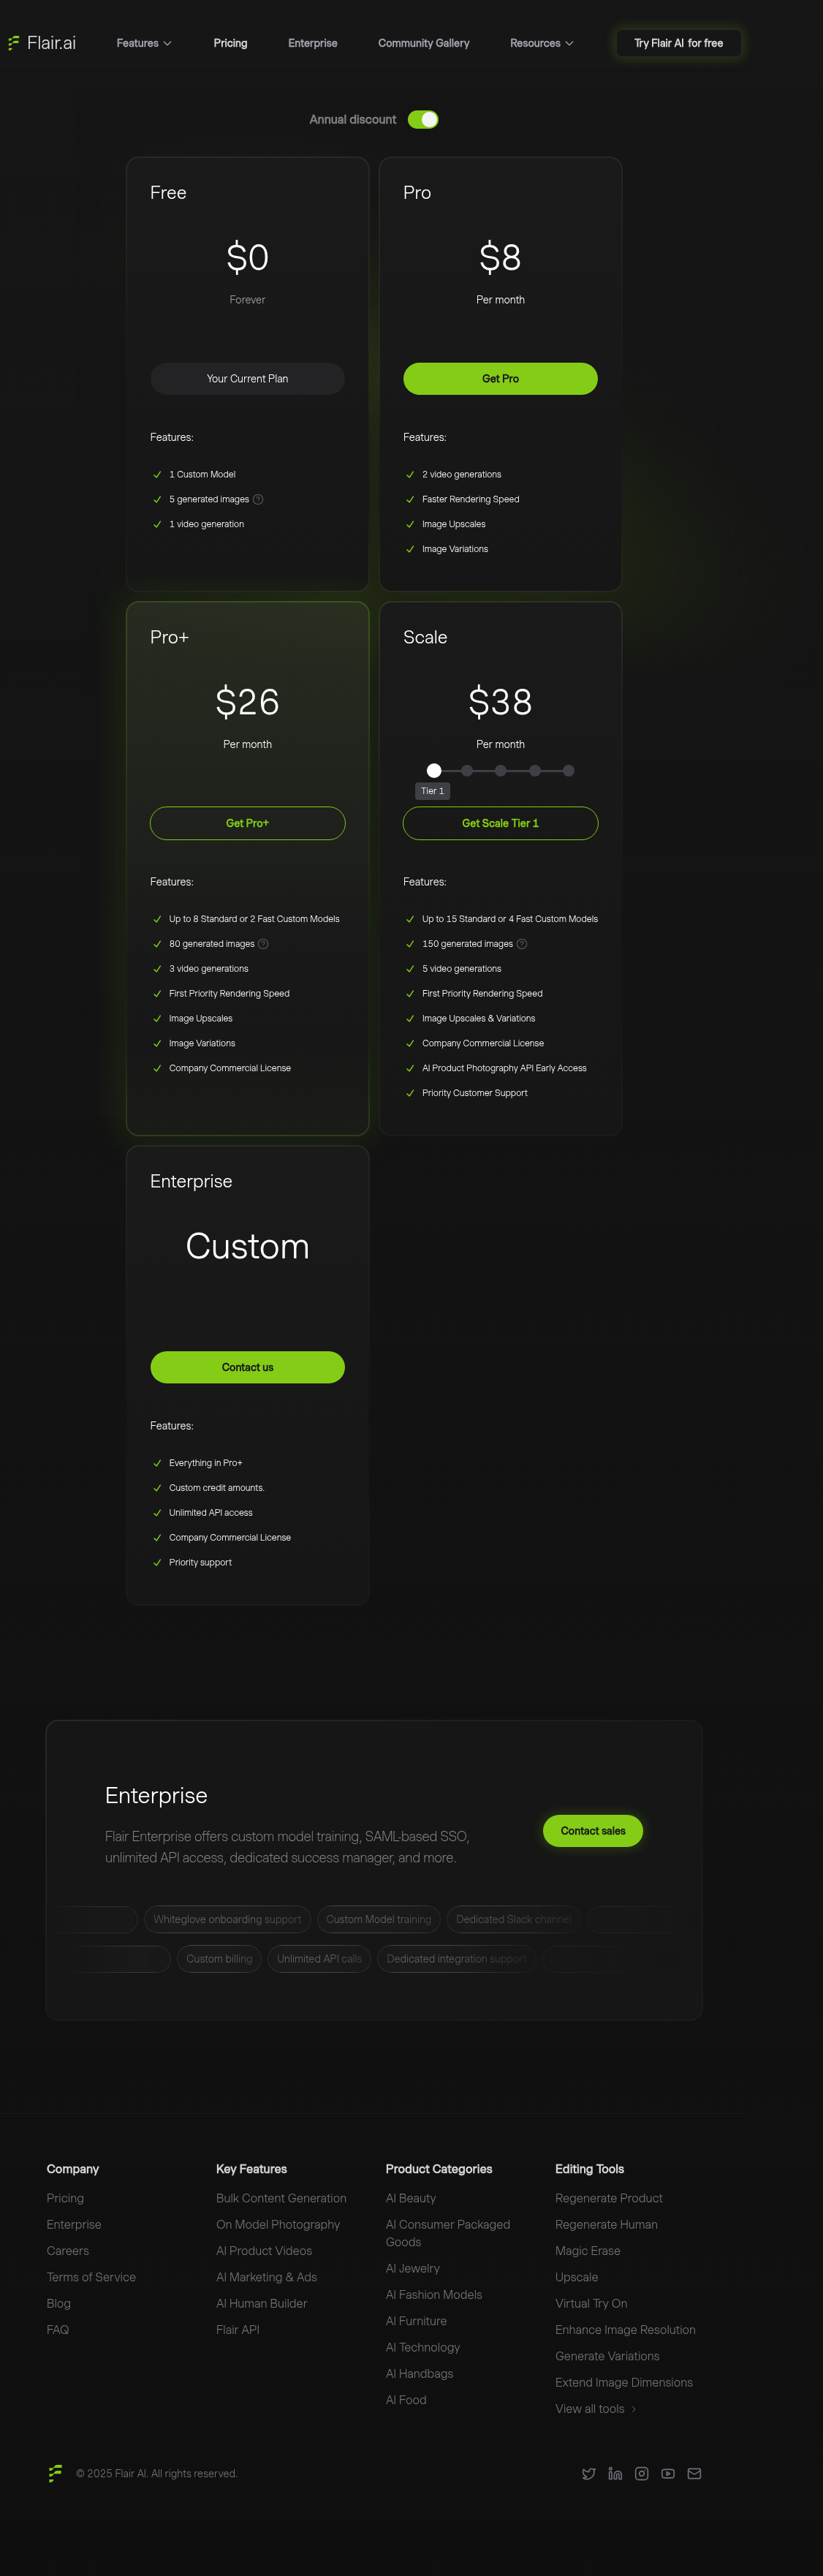 Flair.ai
Features
Pricing
Enterprise
Community Gallery
Resources
Try Flair AI for free
Annual discount
Free
$0
Forever
Your Current Plan
Features:
1 Custom Model
5 generated images
1 video generation
Pro
$8
Per month
Get Pro
Features:
2 video generations
Faster Rendering Speed
Image Upscales
Image Variations
Pro+
$26
Per month
Get Pro+
Features:
Up to 8 Standard or 2 Fast Custom Models
80 generated images
3 video generations
First Priority Rendering Speed
Image Upscales
Image Variations
Company Commercial License
Scale
$38
Per month
Tier 1
Get Scale Tier 1
Features:
Up to 15 Standard or 4 Fast Custom Models
150 generated images
5 video generations
First Priority Rendering Speed
Image Upscales & Variations
Company Commercial License
AI Product Photography API Early Access
Priority Customer Support
Enterprise
Custom
Contact us
Features:
Everything in Pro+
Custom credit amounts.
Unlimited API access
Company Commercial License
Priority support
Enterprise
Flair Enterprise offers custom model training, SAML-based SSO,
unlimited API access, dedicated success manager, and more.
Contact sales
Whiteglove onboarding support
Custom Model training
Dedicated Slack channel
Custom billing
Unlimited API calls
Dedicated integration support
Company
Pricing
Enterprise
Careers
Terms of Service
Blog
FAQ
Key Features
Bulk Content Generation
On Model Photography
AI Product Videos
AI Marketing & Ads
AI Human Builder
Flair API
Product Categories
AI Beauty
AI Consumer Packaged
Goods
AI Jewelry
AI Fashion Models
AI Furniture
AI Technology
AI Handbags
AI Food
Editing Tools
Regenerate Product
Regenerate Human
Magic Erase
Upscale
Virtual Try On
Enhance Image Resolution
Generate Variations
Extend Image Dimensions
View all tools
© 2025 Flair AI. All rights reserved.